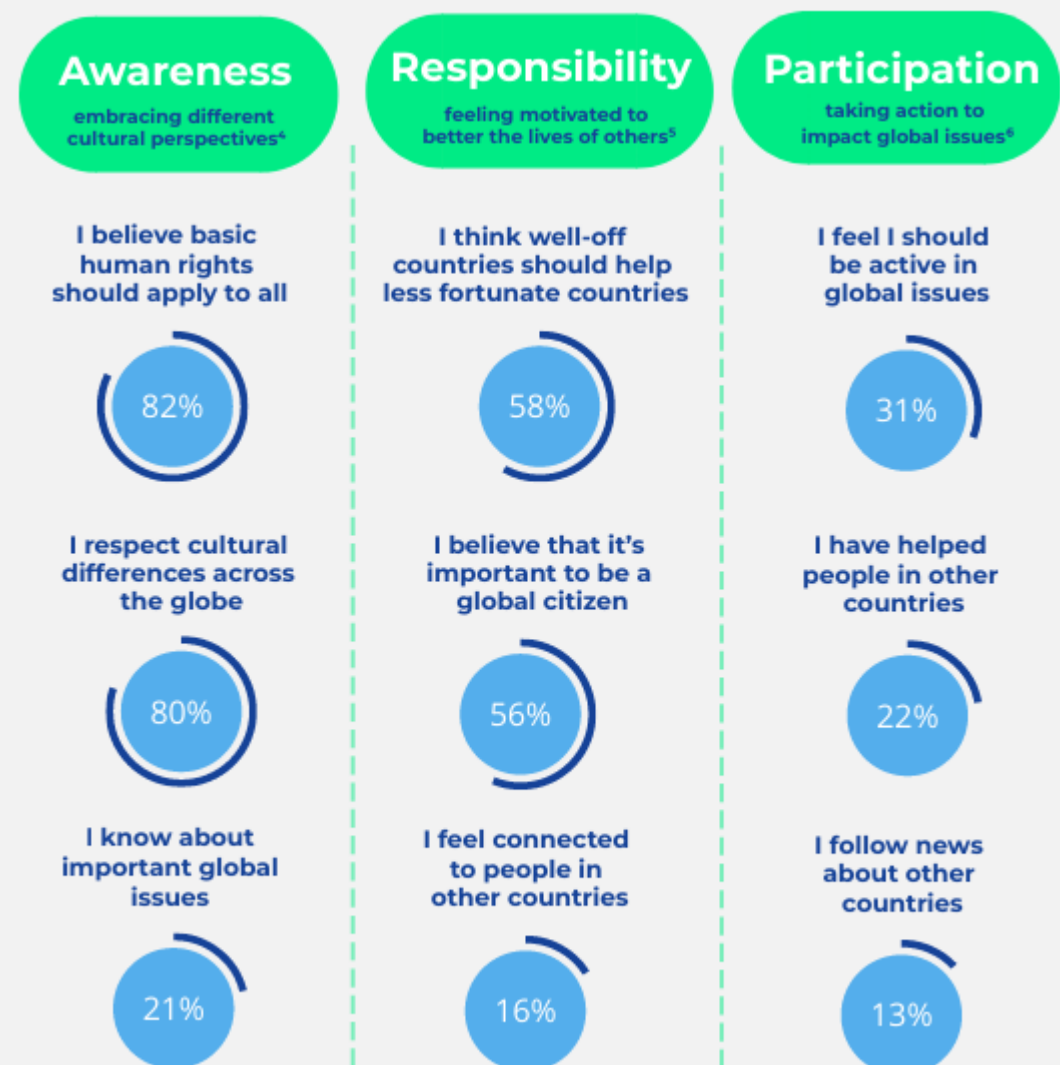 Awareness
embracing different
cultural perspectives⁴
I believe basic
human rights
should apply to all
82%
I respect cultural
differences across
the globe
80%
I know about
important global
issues
21%
Responsibility
feeling motivated to
better the lives of others⁵
I think well-off
countries should help
less fortunate countries
58%
I believe that it's
important to be a
global citizen
56%
I feel connected
to people in
other countries
16%
Participation
taking action to
impact global issues⁶
I feel I should
be active in
global issues
31%
I have helped
people in other
countries
22%
I follow news
about other
countries
13%